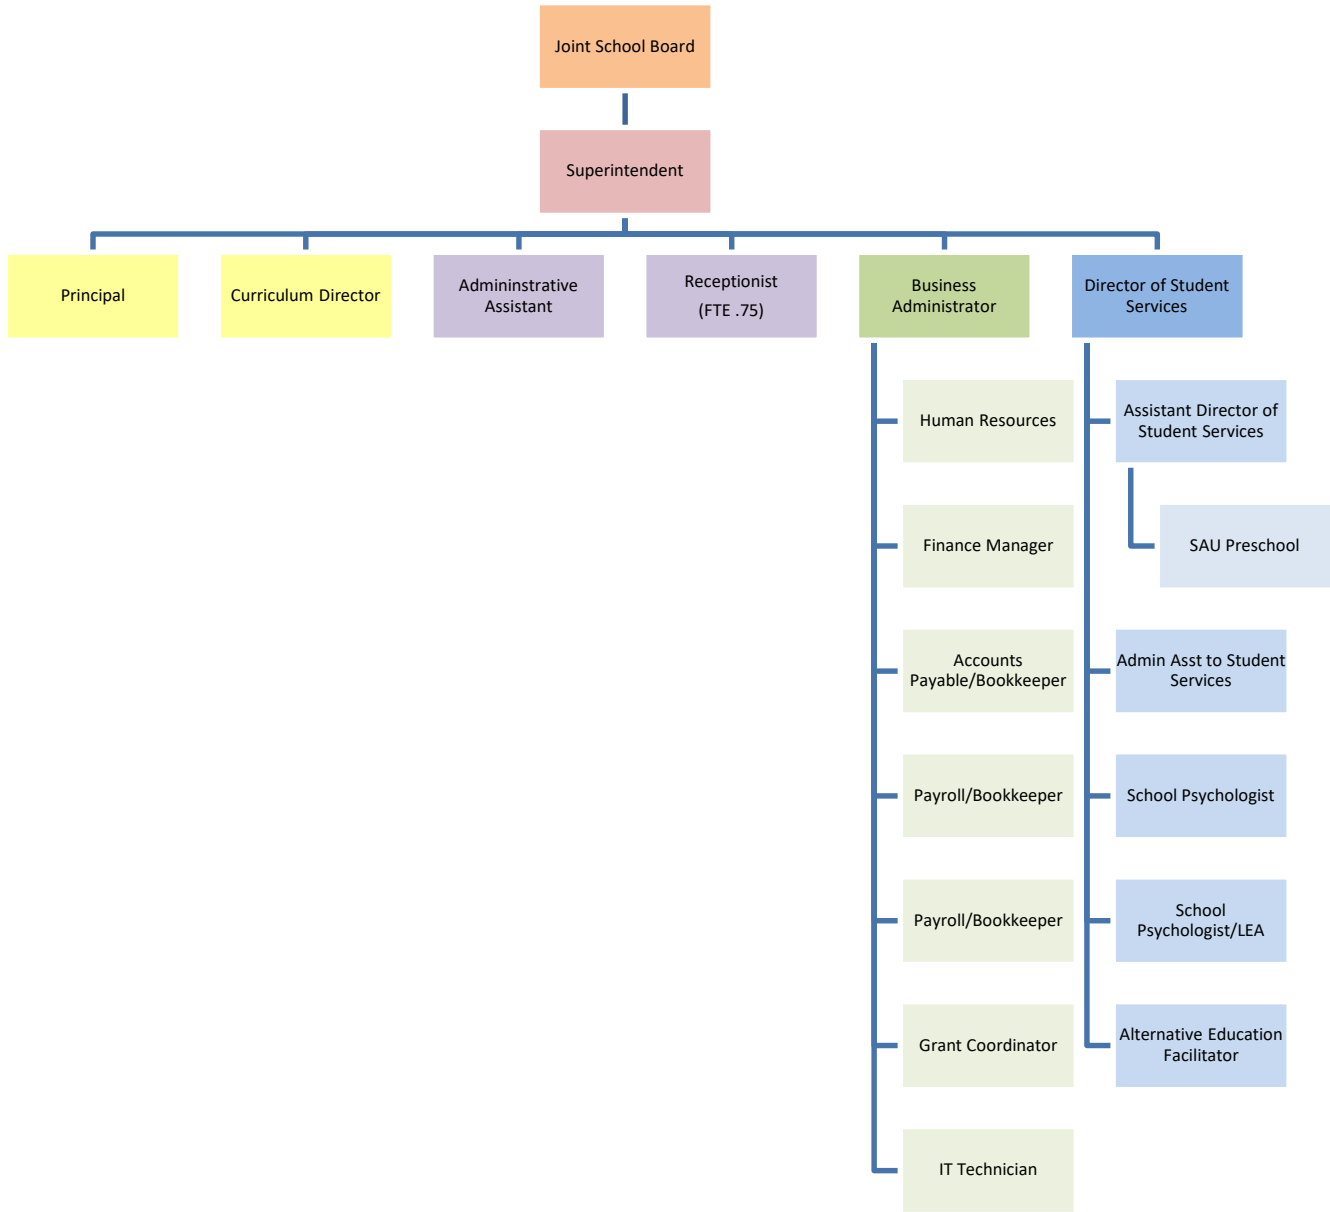 Joint School Board
Superintendent
Principal
Curriculum Director
Admininstrative
Assistant
Receptionist
(FTE .75)
Business
Administrator
Director of Student
Services
Human Resources
Finance Manager
Accounts
Payable/Bookkeeper
Payroll/Bookkeeper
Payroll/Bookkeeper
Grant Coordinator
IT Technician
Assistant Director of
Student Services
SAU Preschool
Admin Asst to Student
Services
School Psychologist
School
Psychologist/LEA
Alternative Education
Facilitator